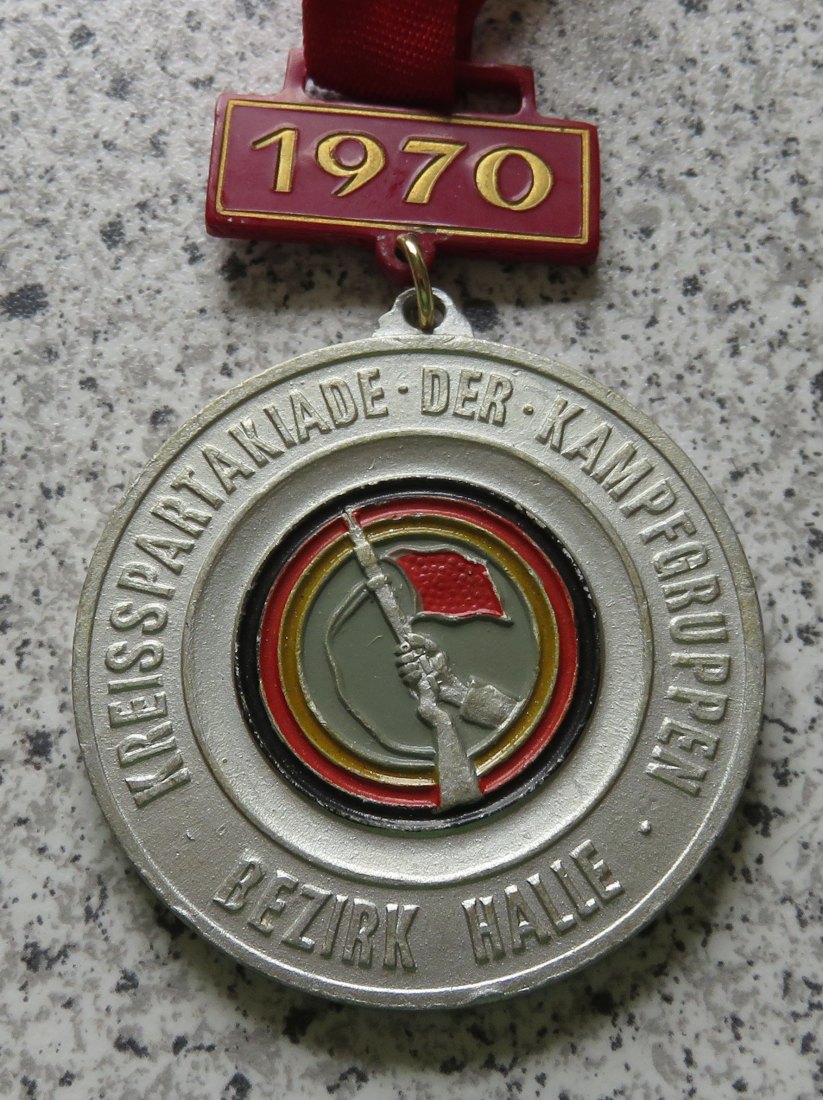 1970
KREISSPARTAKIADE · DER · KAMPFGRUPPEN ·
BEZIRK HALLE ·